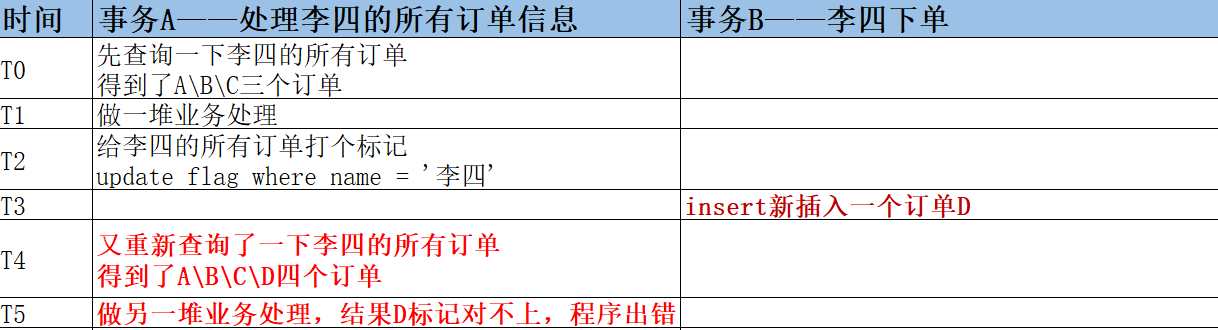 时间 事务A——处理李四的所有订单信息 事务B——李四下单
T0 先查询一下李四的所有订单
得到了A\B\C三个订单
T1 做一堆业务处理
T2 给李四的所有订单打个标记
update flag where name = '李四'
T3 insert新插入一个订单D
T4 又重新查询了一下李四的所有订单
得到了A\B\C\D四个订单
T5 做另一堆业务处理，结果D标记对不上，程序出错